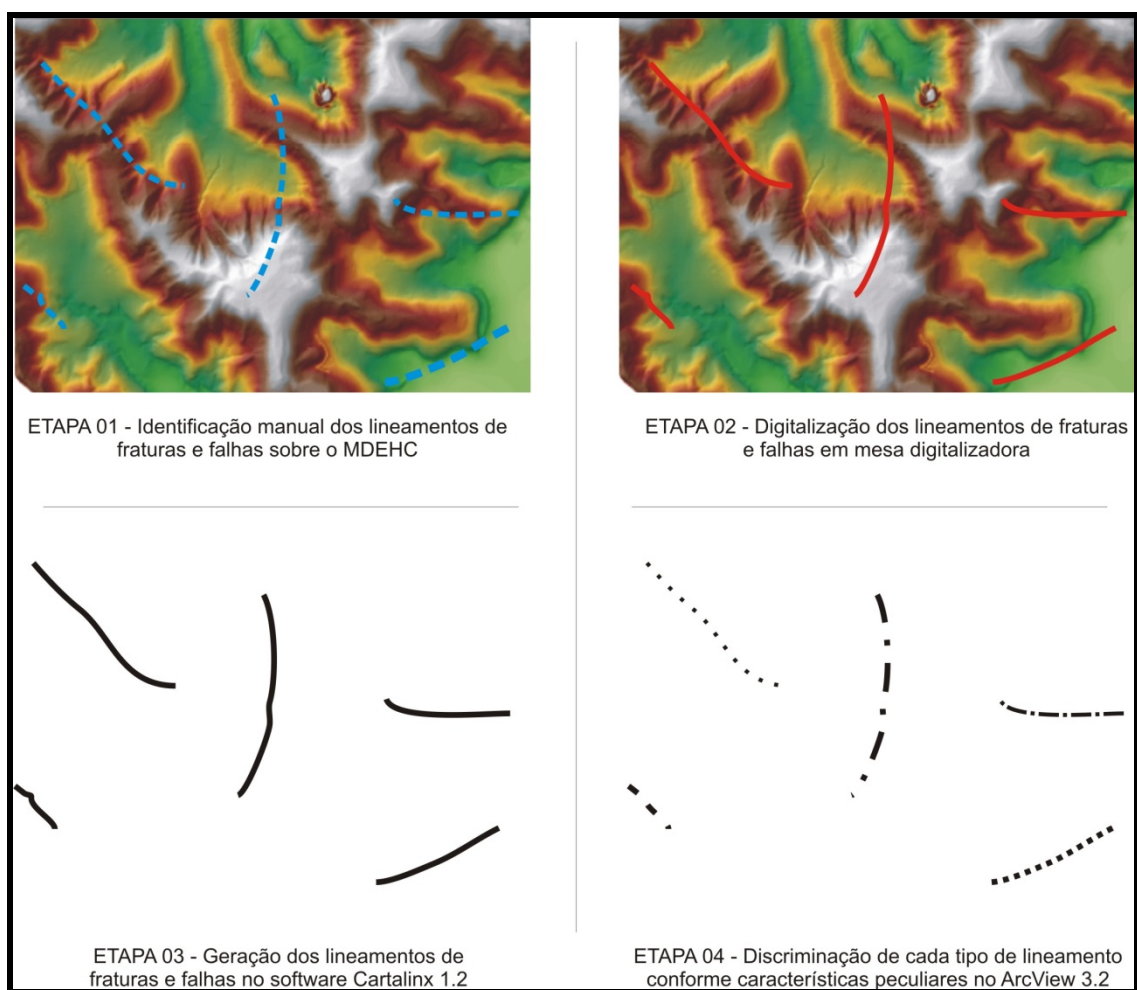 ETAPA 01 - Identificação manual dos lineamentos de
fraturas e falhas sobre o MDEHC
ETAPA 02 - Digitalização dos lineamentos de fraturas
e falhas em mesa digitalizadora
ETAPA 03 - Geração dos lineamentos de
fraturas e falhas no software Cartalinx 1.2
ETAPA 04 - Discriminação de cada tipo de lineamento
conforme características peculiares no ArcView 3.2